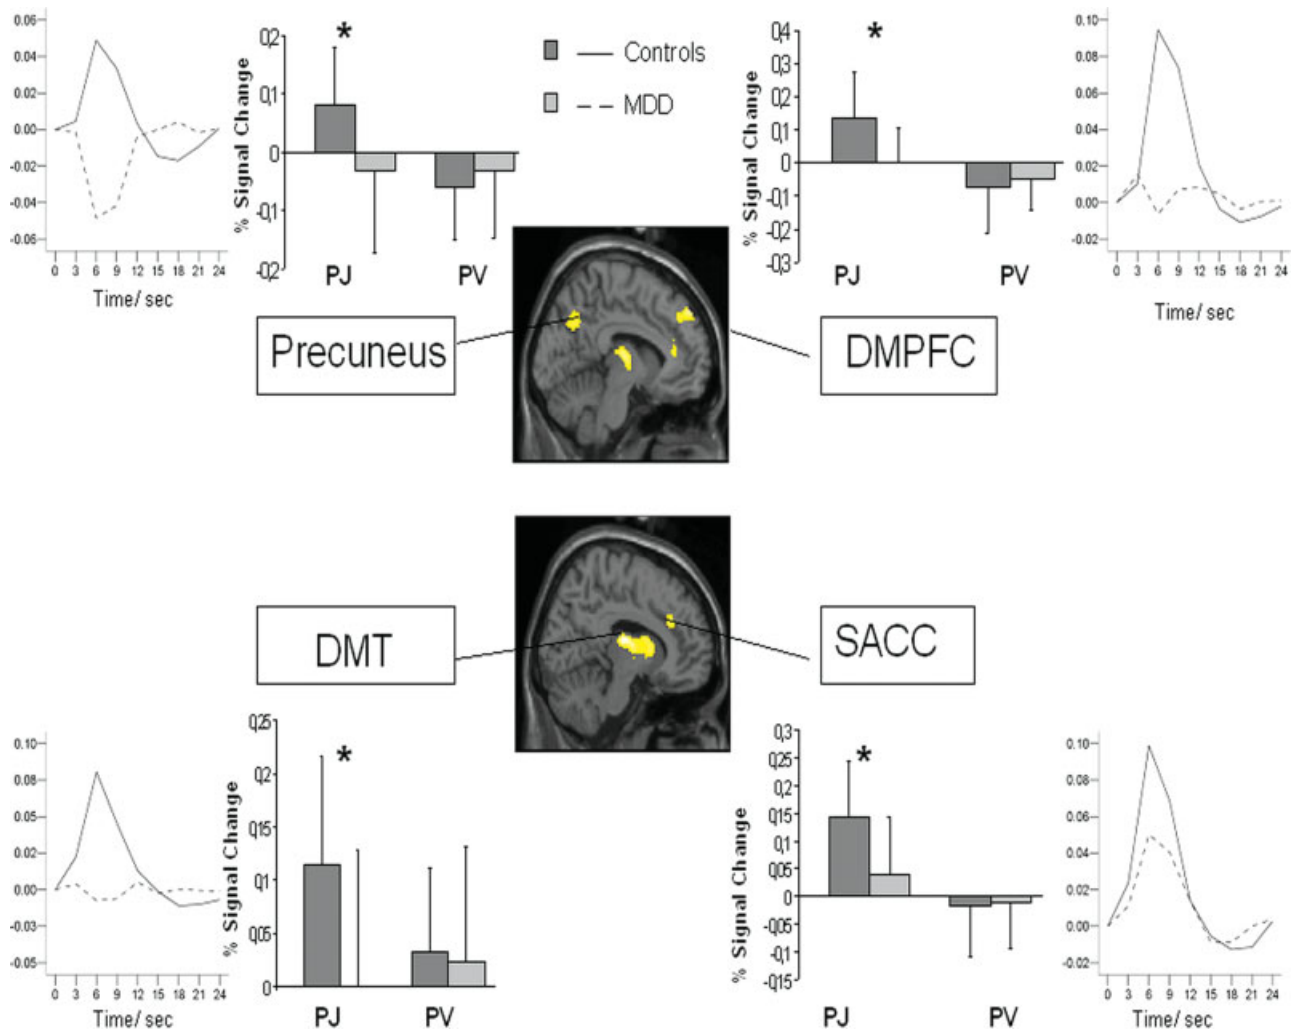 0.06
0.04
0.02
0.00
-0.02
-0.04
-0.06
0 3 6 9 12 15 18 21 24
Time/ sec
% Signal Change
0,2
0,1
0
-0,1
-0,2
*
PJ PV
Controls
MDD
% Signal Change
0,4
0,3
0,2
0,1
0
-0,1
-0,2
-0,3
*
PJ PV
0.10
0.08
0.06
0.04
0.02
0.00
-0.02
0 3 6 9 12 15 18 21 24
Time/ sec
Precuneus
DMPFC
DMT
SACC
0.10
0.08
0.05
0.02
0.00
-0.03
-0.05
0 3 6 9 12 15 18 21 24
Time/ sec
% Signal Change
0,25
0,2
0,15
0,1
0,05
0
*
PJ PV
% Signal Change
0,3
0,25
0,2
0,15
0,1
0,05
0
-0,05
-0,1
-0,15
*
PJ PV
0.10
0.08
0.06
0.04
0.02
0.00
-0.02
0 3 6 9 12 15 18 21 24
Time/ sec